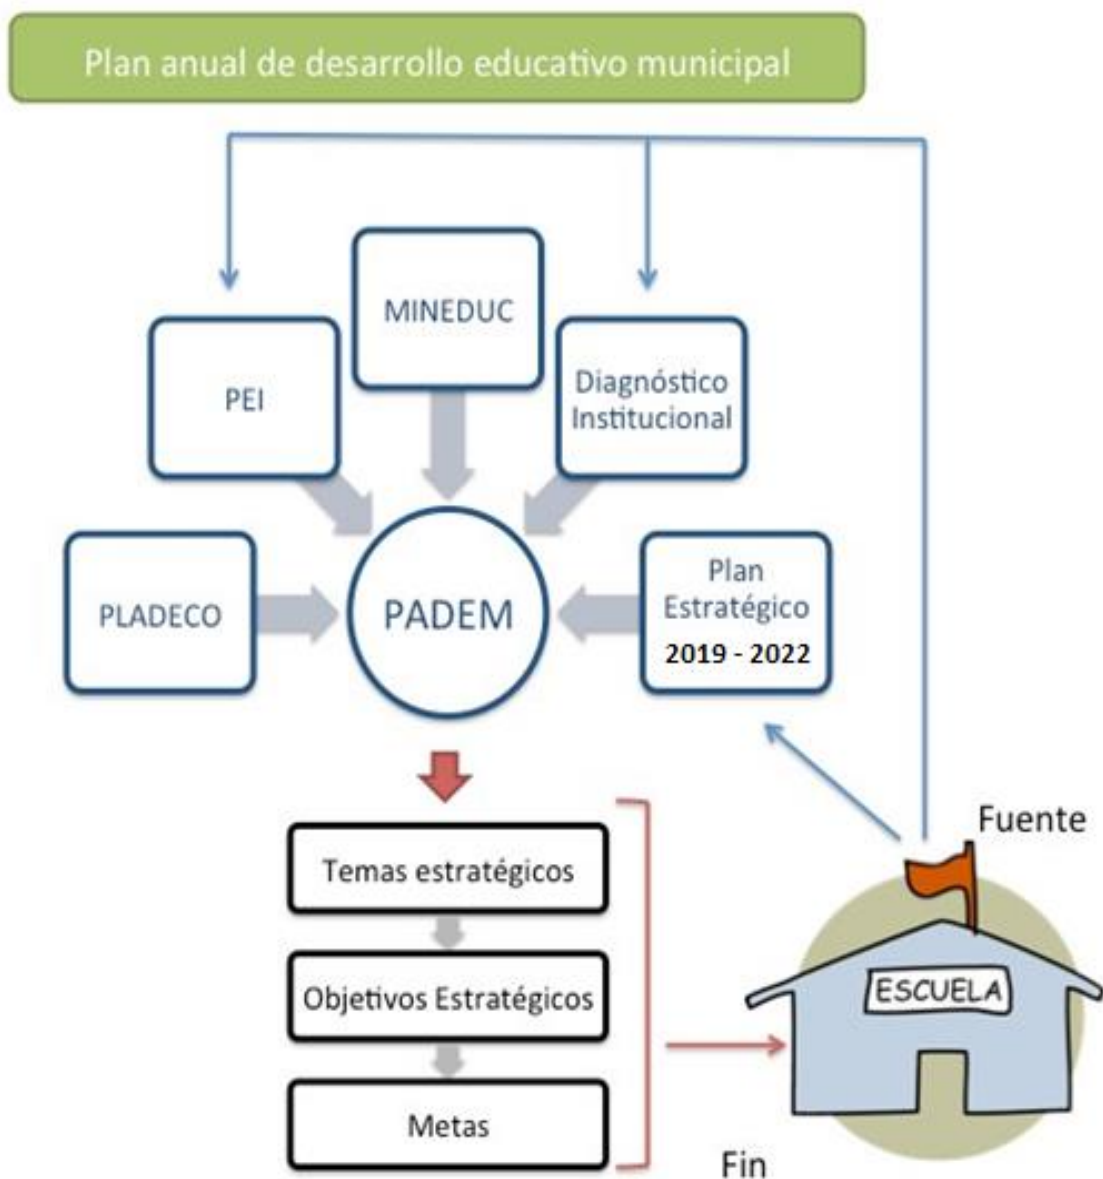 Plan anual de desarrollo educativo municipal
MINEDUC
PEI
Diagnóstico
Institucional
PLADECO
PADEM
Plan
Estratégico
2019 - 2022
Fuente
Temas estratégicos
Objetivos Estratégicos
ESCUELA
Metas
Fin